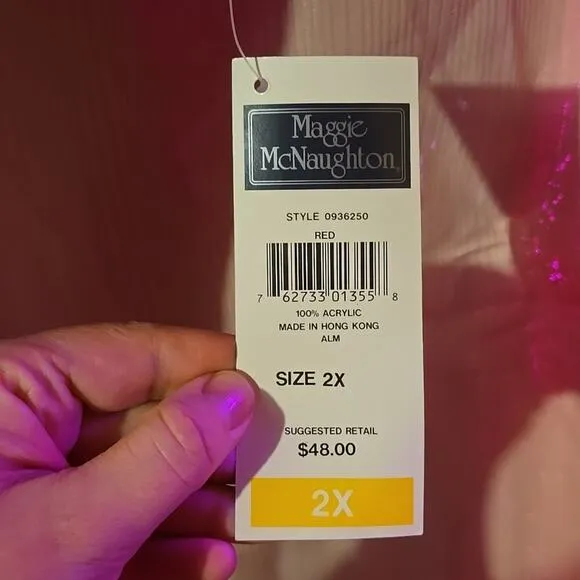 Maggie
McNaughton
STYLE 0936250
RED
7 62733 01355 8
100% ACRYLIC
MADE IN HONG KONG
ALM
SIZE 2X
SUGGESTED RETAIL
$48.00
2X